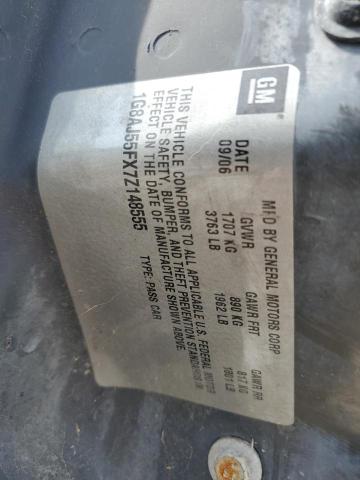 GM
MFD BY GENERAL MOTORS CORP
DATE GVWR GAWR FRT GAWR RR
09/06 1707 KG 890 KG 817 KG
3763 LB 1962 LB 1801 LB
THIS VEHICLE CONFORMS TO ALL APPLICABLE U.S. FEDERAL MOTOR
VEHICLE SAFETY, BUMPER, AND THEFT PREVENTION STANDARDS IN
EFFECT ON THE DATE OF MANUFACTURE SHOWN ABOVE.
1G8AJ55FX7Z148555 TYPE: PASS CAR